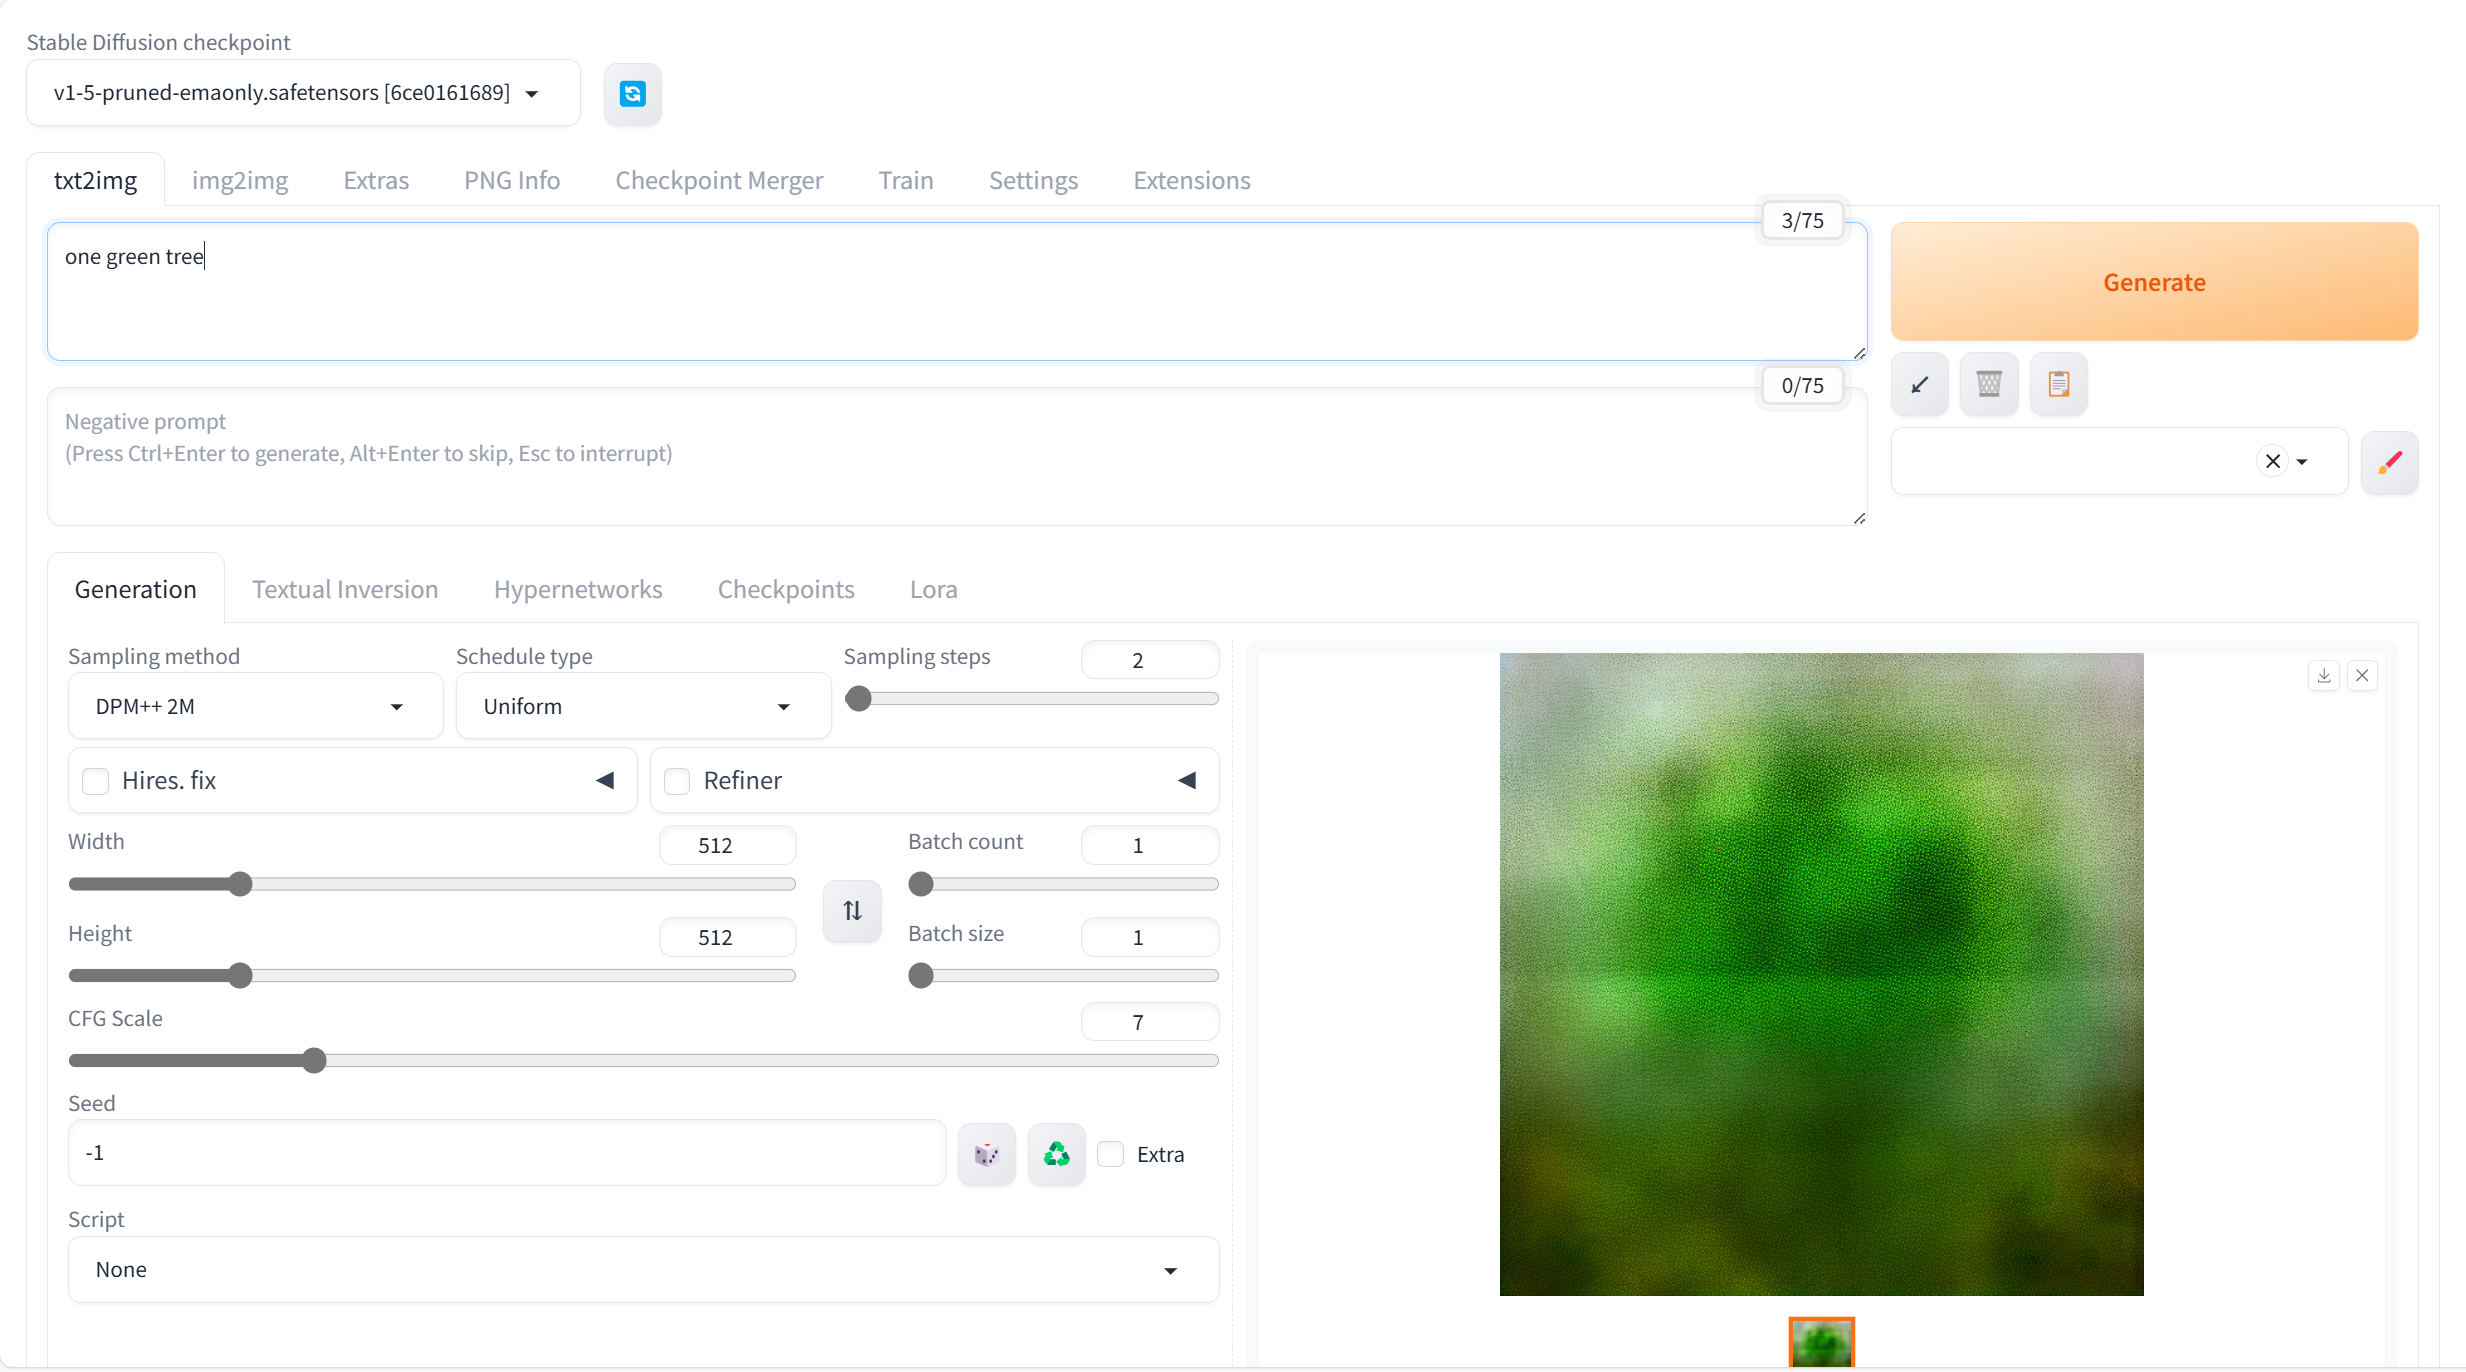 Stable Diffusion checkpoint
v1-5-pruned-emaonly.safetensors [6ce0161689]
txt2img img2img Extras PNG Info Checkpoint Merger Train Settings Extensions
3/75
one green tree
Generate
0/75
Negative prompt
(Press Ctrl+Enter to generate, Alt+Enter to skip, Esc to interrupt)
Generation Textual Inversion Hypernetworks Checkpoints Lora
Sampling method Schedule type Sampling steps 2
DPM++ 2M Uniform
Hires. fix Refiner
Width 512 Batch count 1
Height 512 Batch size 1
CFG Scale 7
Seed
-1 Extra
Script
None